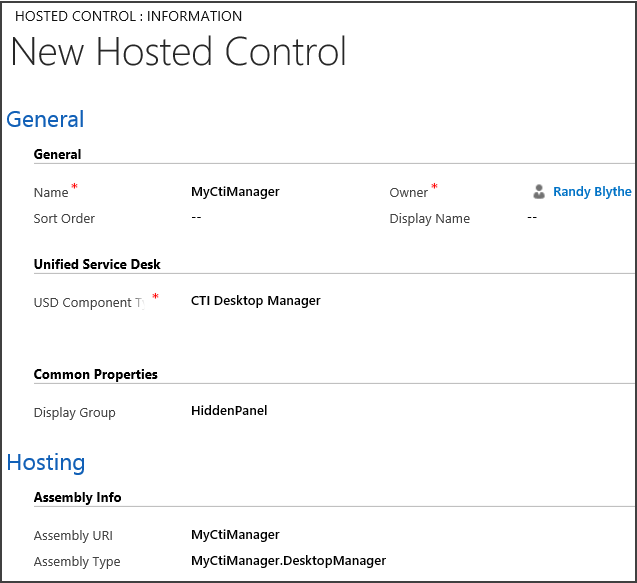 HOSTED CONTROL : INFORMATION
New Hosted Control
General
General
Name * MyCtiManager Owner * Randy Blythe
Sort Order -- Display Name --
Unified Service Desk
USD Component Ty * CTI Desktop Manager
Common Properties
Display Group HiddenPanel
Hosting
Assembly Info
Assembly URI MyCtiManager
Assembly Type MyCtiManager.DesktopManager